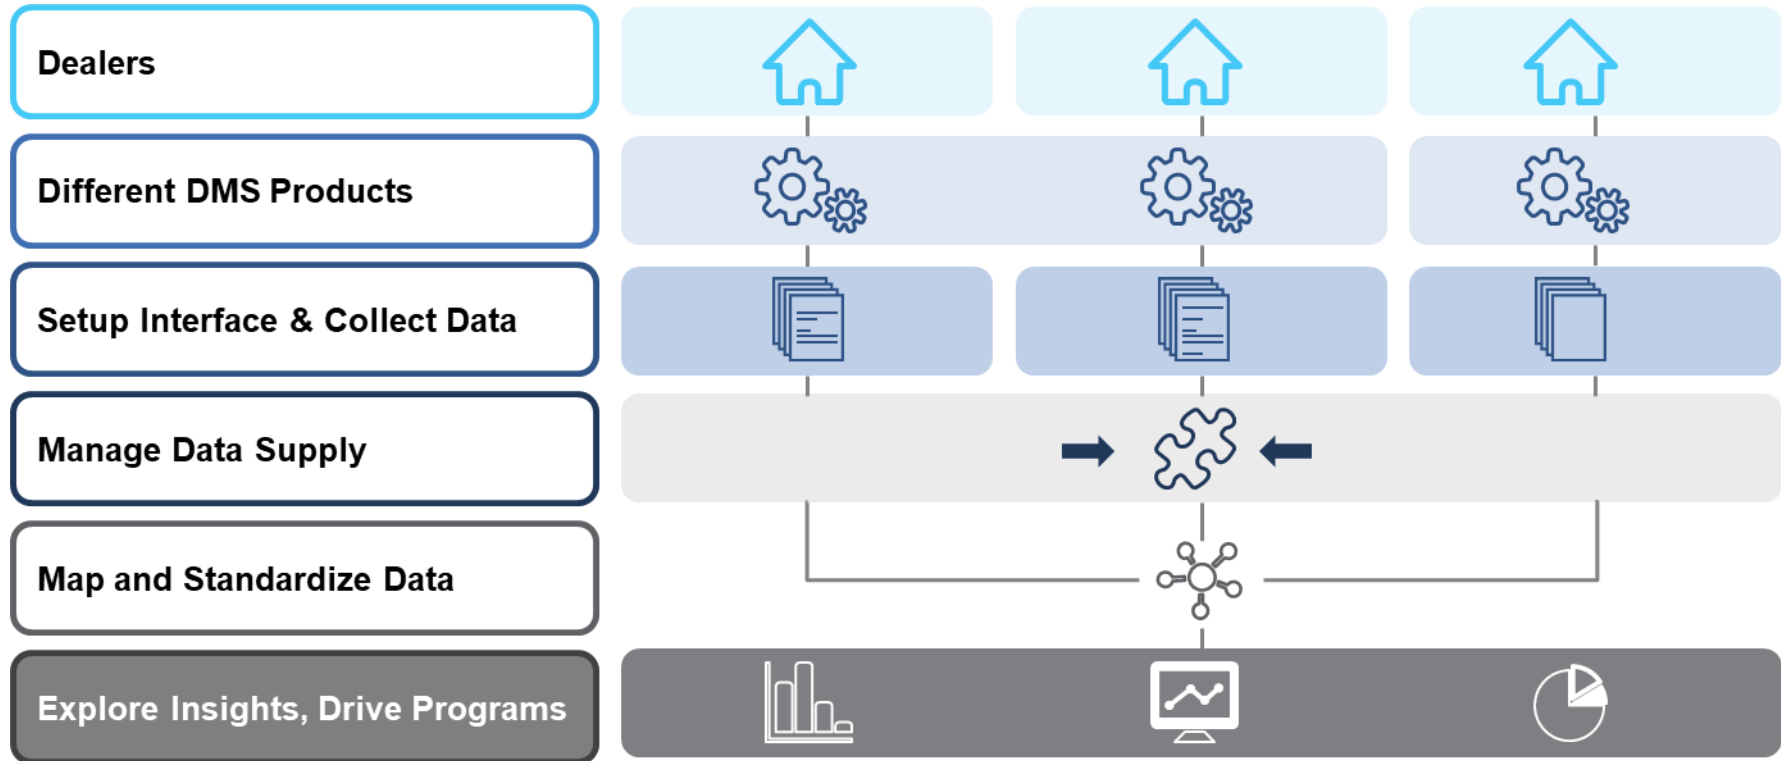 Dealers
Different DMS Products
Setup Interface & Collect Data
Manage Data Supply
Map and Standardize Data
Explore Insights, Drive Programs